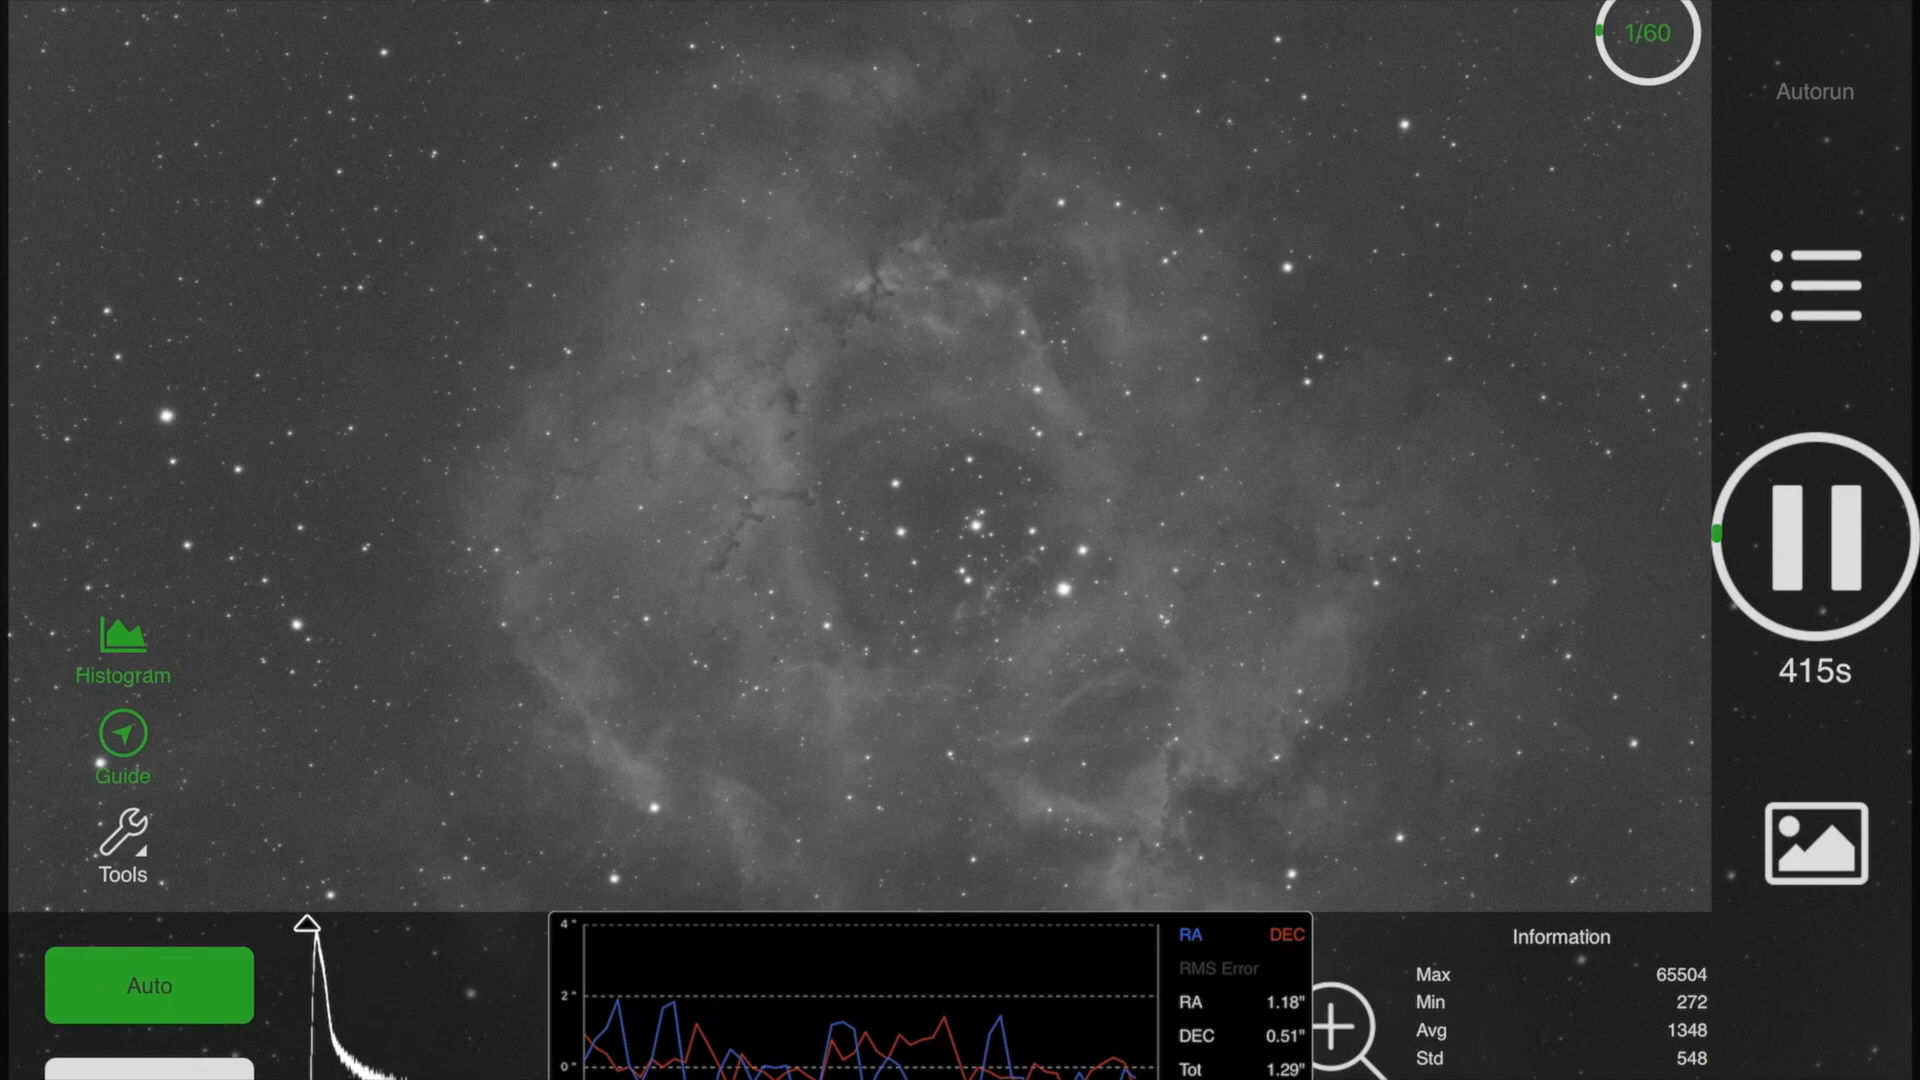 1/60
Autorun
415s
Histogram
Guide
Tools
Auto
4"
2"
0"
RA DEC
RMS Error
RA 1.18"
DEC 0.51"
Tot 1.29"
Information
Max 65504
Min 272
Avg 1348
Std 548